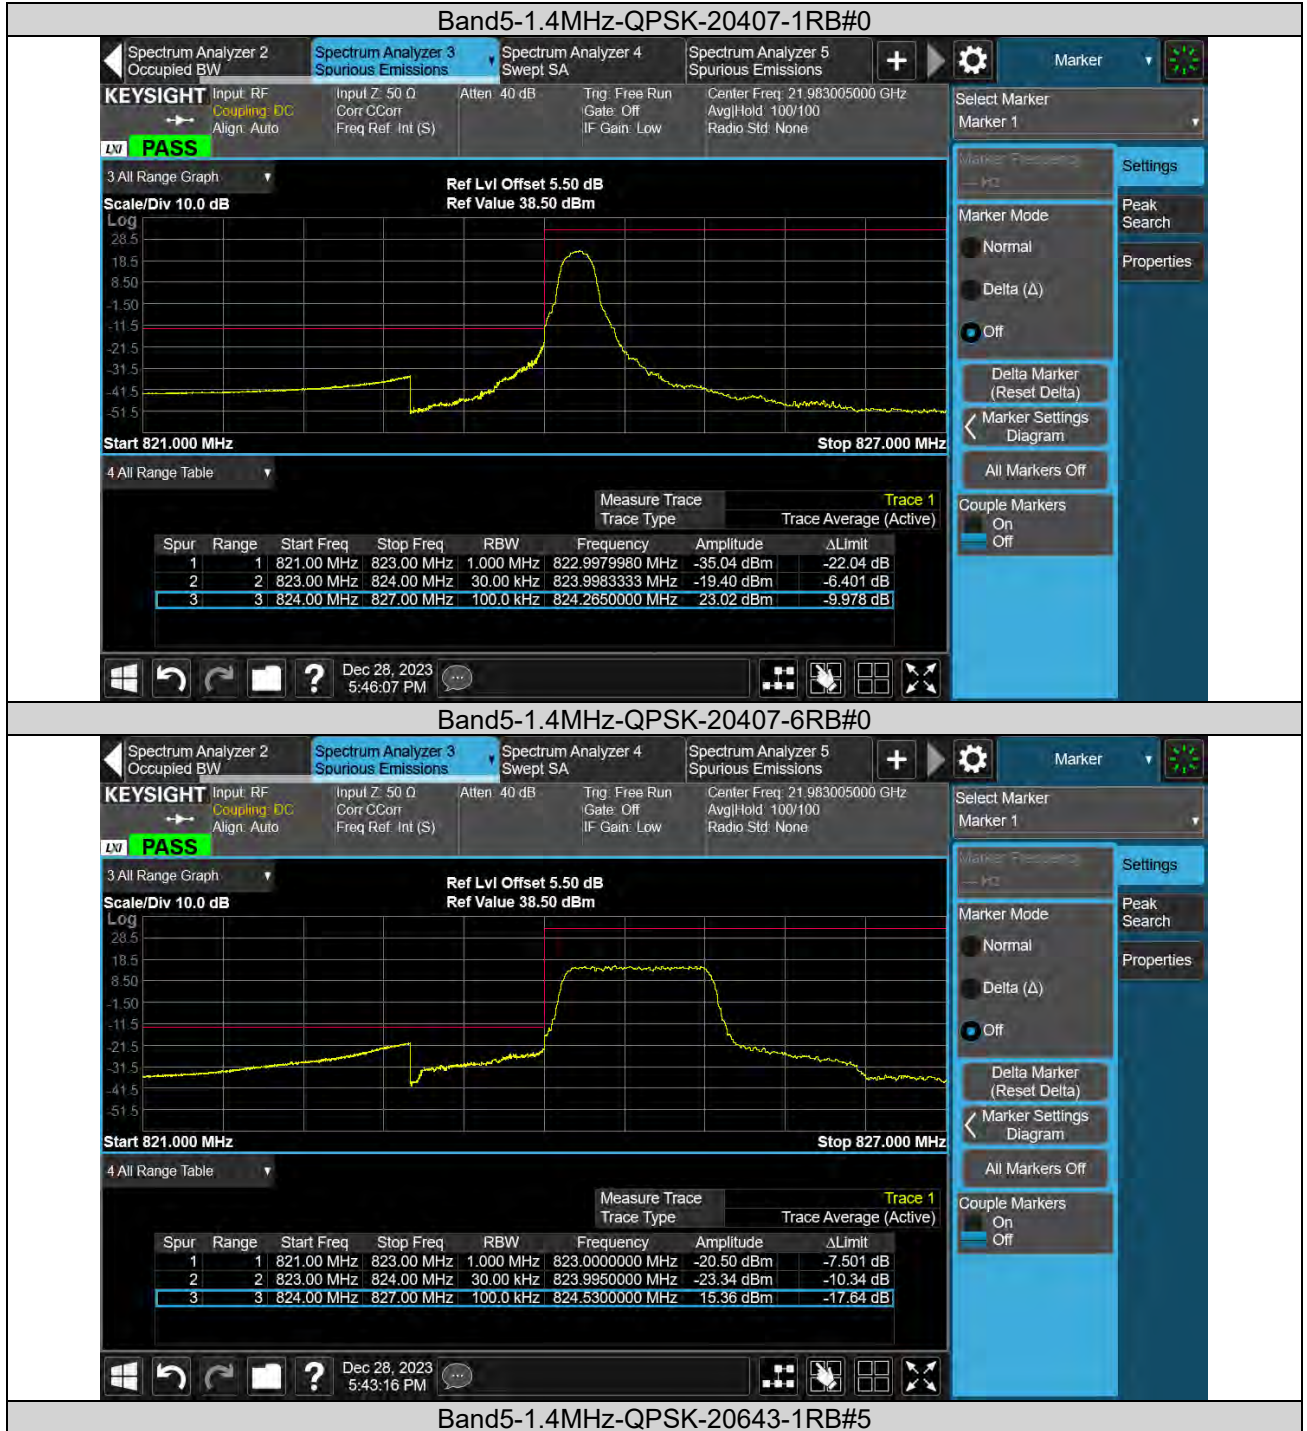 Band5-1.4MHz-QPSK-20407-1RB#0
Spectrum Analyzer 2
Occupied BW
Spectrum Analyzer 3
Spurious Emissions
Spectrum Analyzer 4
Swept SA
Spectrum Analyzer 5
Spurious Emissions
+
Marker
KEYSIGHT
Input: RF
Coupling: DC
Align: Auto
Input Z: 50 Ω
Corr CCorr
Freq Ref: Int (S)
Atten: 40 dB
Trig: Free Run
Gate: Off
IF Gain: Low
Center Freq: 21.983005000 GHz
Avg|Hold: 100/100
Radio Std: None
Select Marker
Marker 1
LXI PASS
3 All Range Graph
Ref Lvl Offset 5.50 dB
Scale/Div 10.0 dB
Ref Value 38.50 dBm
Log
28.5
18.5
8.50
-1.50
-11.5
-21.5
-31.5
-41.5
-51.5
Start 821.000 MHz
Stop 827.000 MHz
Marker Frequency
--- Hz
Settings
Peak Search
Properties
Marker Mode
Normal
Delta (Δ)
Off
Delta Marker
(Reset Delta)
Marker Settings
Diagram
All Markers Off
Couple Markers
On
Off
4 All Range Table
Measure Trace Trace 1
Trace Type Trace Average (Active)
Spur Range Start Freq Stop Freq RBW Frequency Amplitude ΔLimit
1 1 821.00 MHz 823.00 MHz 1.000 MHz 822.9979980 MHz -35.04 dBm -22.04 dB
2 2 823.00 MHz 824.00 MHz 30.00 kHz 823.9983333 MHz -19.40 dBm -6.401 dB
3 3 824.00 MHz 827.00 MHz 100.0 kHz 824.2650000 MHz 23.02 dBm -9.978 dB
?
Dec 28, 2023
5:46:07 PM
Band5-1.4MHz-QPSK-20407-6RB#0
Spectrum Analyzer 2
Occupied BW
Spectrum Analyzer 3
Spurious Emissions
Spectrum Analyzer 4
Swept SA
Spectrum Analyzer 5
Spurious Emissions
+
Marker
KEYSIGHT
Input: RF
Coupling: DC
Align: Auto
Input Z: 50 Ω
Corr CCorr
Freq Ref: Int (S)
Atten: 40 dB
Trig: Free Run
Gate: Off
IF Gain: Low
Center Freq: 21.983005000 GHz
Avg|Hold: 100/100
Radio Std: None
Select Marker
Marker 1
LXI PASS
3 All Range Graph
Ref Lvl Offset 5.50 dB
Scale/Div 10.0 dB
Ref Value 38.50 dBm
Log
28.5
18.5
8.50
-1.50
-11.5
-21.5
-31.5
-41.5
-51.5
Start 821.000 MHz
Stop 827.000 MHz
Marker Frequency
--- Hz
Settings
Peak Search
Properties
Marker Mode
Normal
Delta (Δ)
Off
Delta Marker
(Reset Delta)
Marker Settings
Diagram
All Markers Off
Couple Markers
On
Off
4 All Range Table
Measure Trace Trace 1
Trace Type Trace Average (Active)
Spur Range Start Freq Stop Freq RBW Frequency Amplitude ΔLimit
1 1 821.00 MHz 823.00 MHz 1.000 MHz 823.0000000 MHz -20.50 dBm -7.501 dB
2 2 823.00 MHz 824.00 MHz 30.00 kHz 823.9950000 MHz -23.34 dBm -10.34 dB
3 3 824.00 MHz 827.00 MHz 100.0 kHz 824.5300000 MHz 15.36 dBm -17.64 dB
?
Dec 28, 2023
5:43:16 PM
Band5-1.4MHz-QPSK-20643-1RB#5